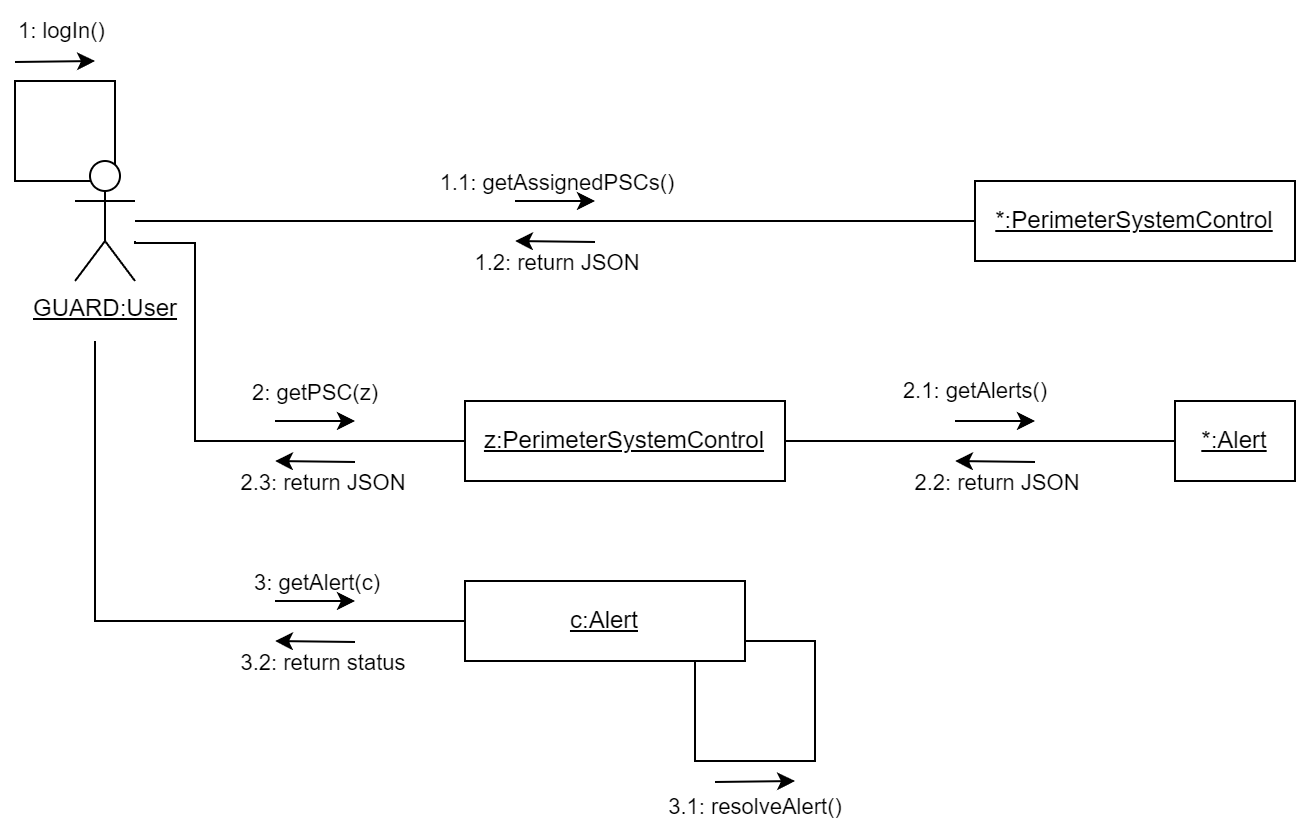 1: logIn()
1.1: getAssignedPSCs()
*:PerimeterSystemControl
1.2: return JSON
GUARD:User
2: getPSC(z)
2.1: getAlerts()
z:PerimeterSystemControl
*:Alert
2.3: return JSON
2.2: return JSON
3: getAlert(c)
c:Alert
3.2: return status
3.1: resolveAlert()